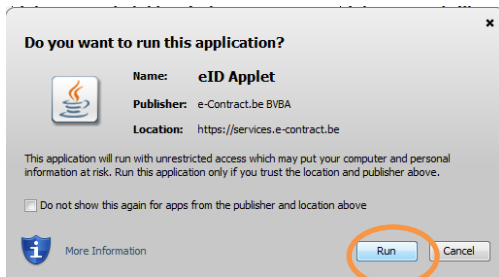 Do you want to run this application?
Name: eID Applet
Publisher: e-Contract.be BVBA
Location: https://services.e-contract.be
This application will run with unrestricted access which may put your computer and personal
information at risk. Run this application only if you trust the location and publisher above.
Do not show this again for apps from the publisher and location above
More Information
Run
Cancel